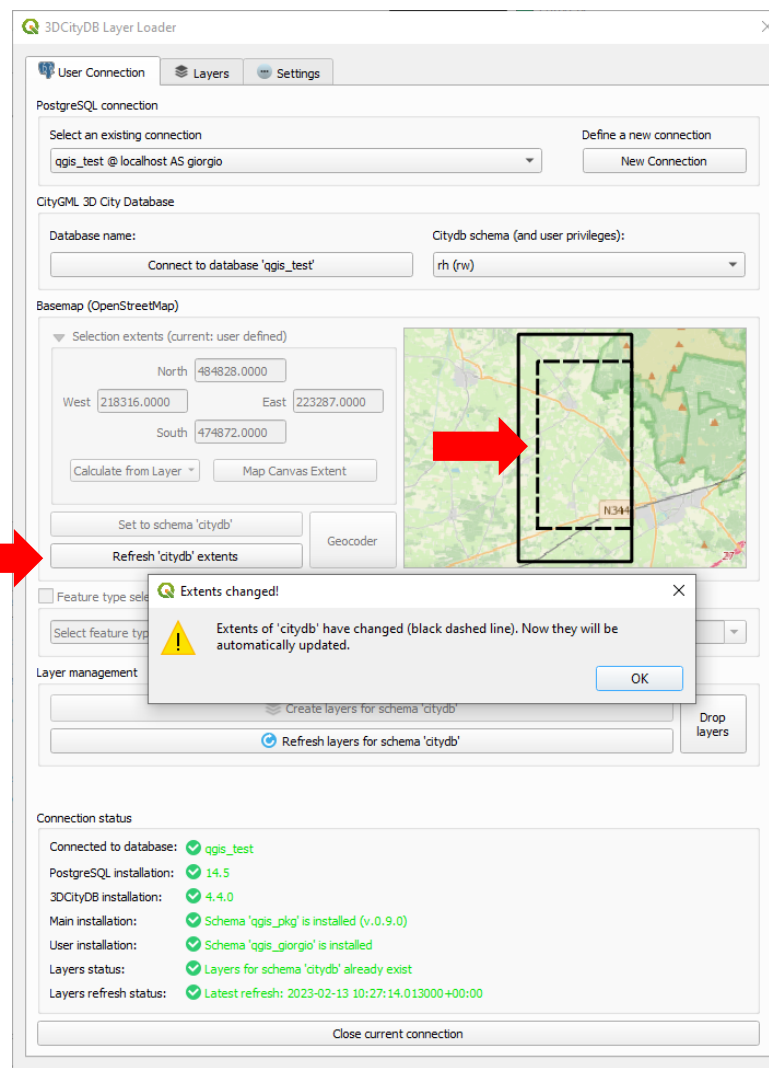 3DCityDB Layer Loader
User Connection
Layers
Settings
PostgreSQL connection
Select an existing connection
Define a new connection
qgis_test @ localhost AS giorgio
New Connection
CityGML 3D City Database
Database name:
Citydb schema (and user privileges):
Connect to database 'qgis_test'
rh (rw)
Basemap (OpenStreetMap)
Selection extents (current: user defined)
North 484828.0000
West 218316.0000
East 223287.0000
South 474872.0000
Calculate from Layer
Map Canvas Extent
N344
27
Set to schema 'citydb'
Geocoder
Refresh 'citydb' extents
Feature type sele
Select feature typ
Extents changed!
Extents of 'citydb' have changed (black dashed line). Now they will be
automatically updated.
OK
Layer management
Create layers for schema 'citydb'
Drop
layers
Refresh layers for schema 'citydb'
Connection status
Connected to database: qgis_test
PostgreSQL installation: 14.5
3DCityDB installation: 4.4.0
Main installation: Schema 'qgis_pkg' is installed (v.0.9.0)
User installation: Schema 'qgis_giorgio' is installed
Layers status: Layers for schema 'citydb' already exist
Layers refresh status: Latest refresh: 2023-02-13 10:27:14.013000+00:00
Close current connection